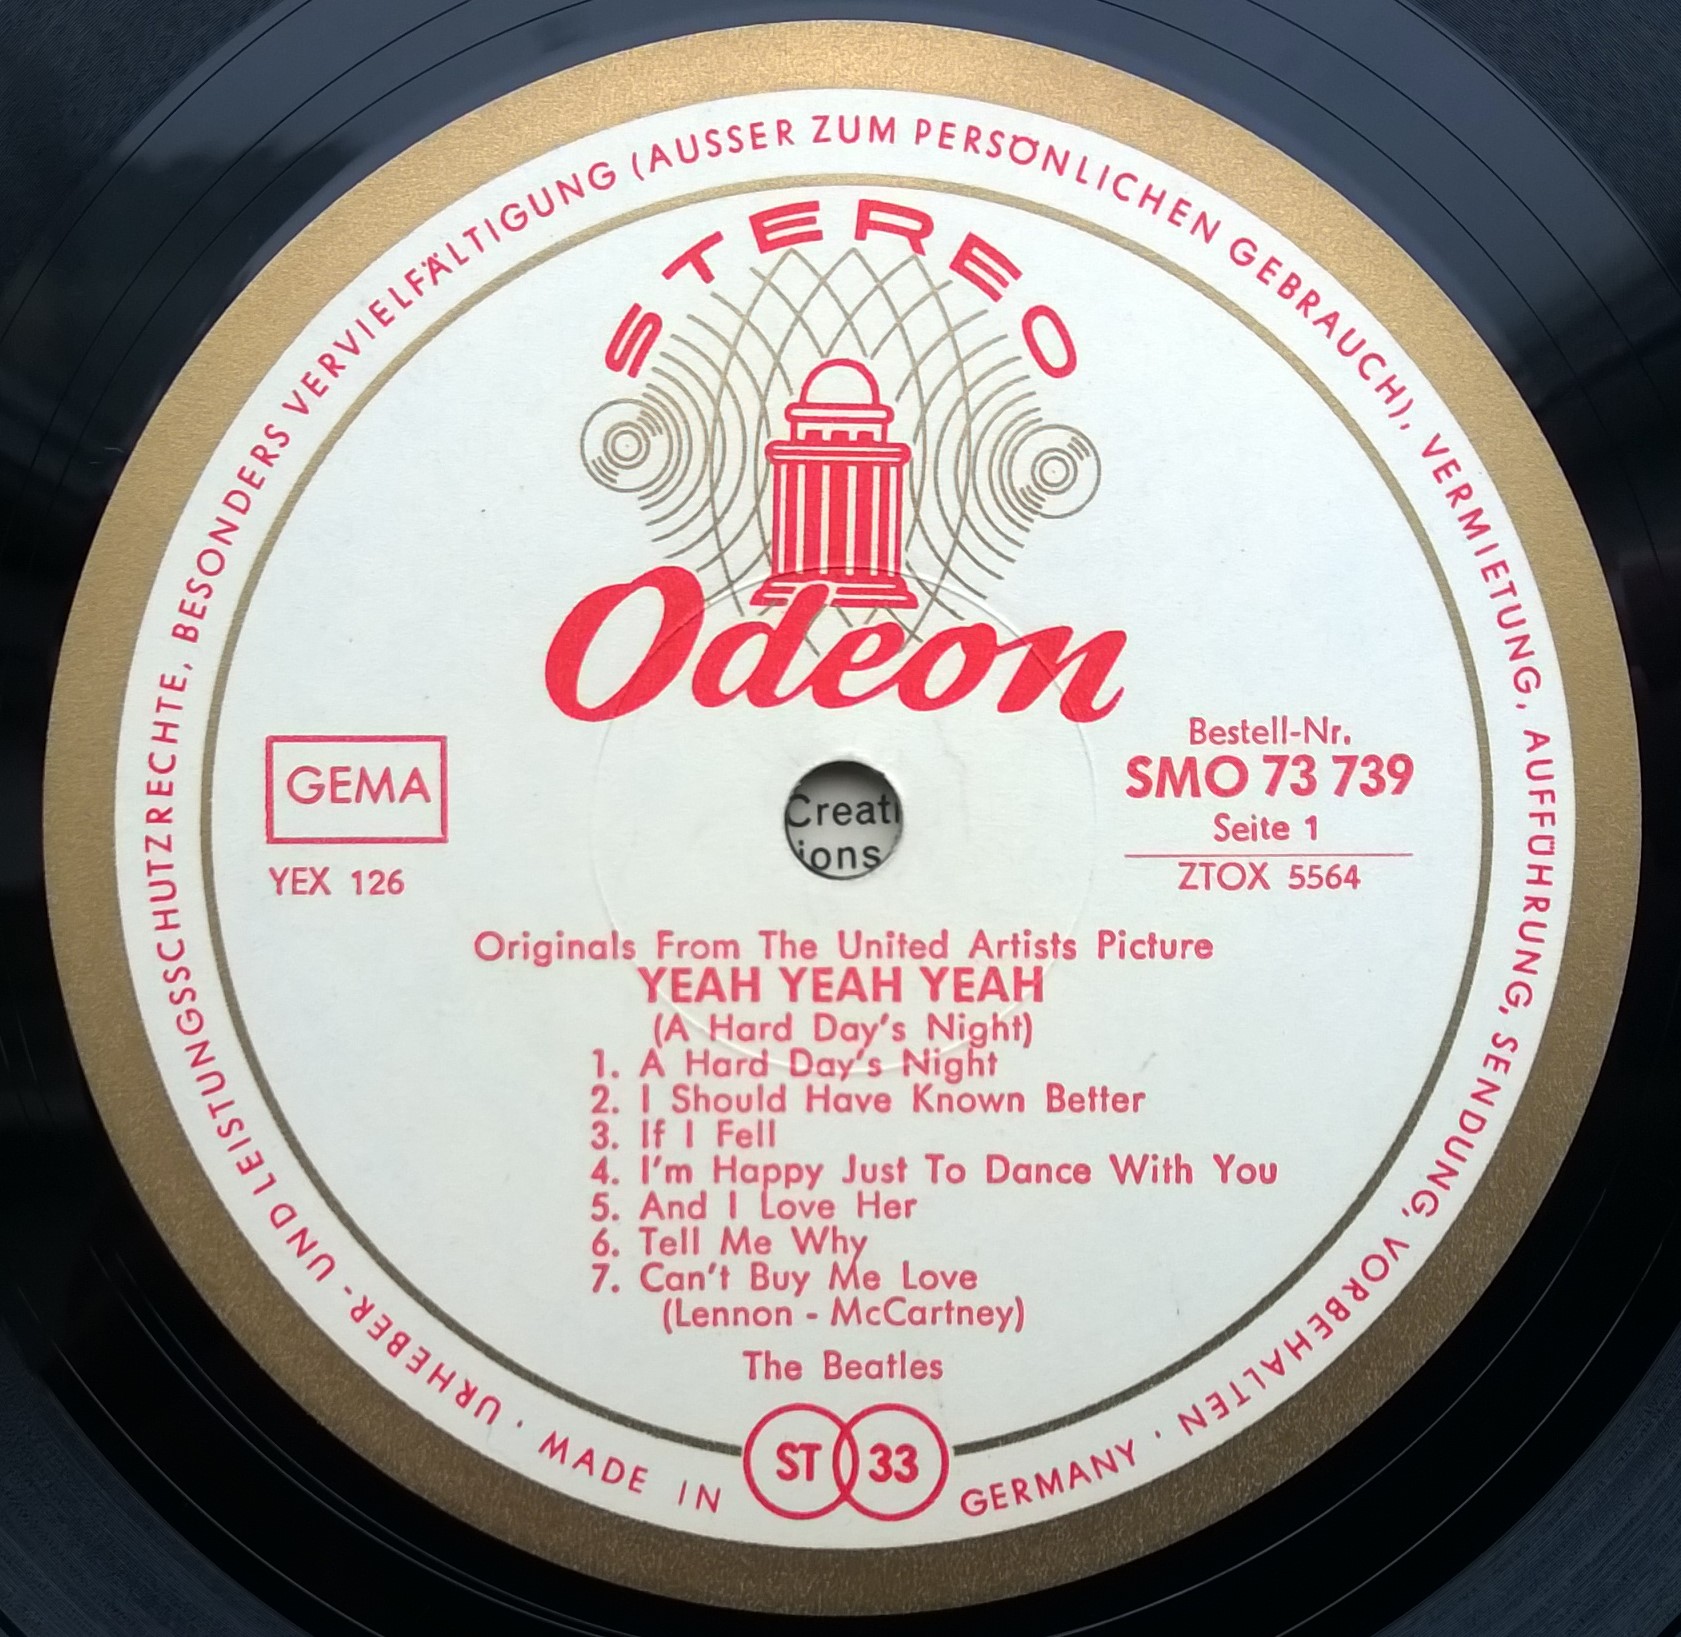 URHEBER- UND LEISTUNGSSCHUTZRECHTE, BESONDERS VERVIELFÄLTIGUNG (AUSSER ZUM PERSÖNLICHEN GEBRAUCH), VERMIETUNG, AUFFÜHRUNG, SENDUNG, VORBEHALTEN ·
STEREO
Odeon
GEMA
YEX 126
Bestell-Nr.
SMO 73 739
Seite 1
ZTOX 5564
Creati
ions
Originals From The United Artists Picture
YEAH YEAH YEAH
(A Hard Day's Night)
1. A Hard Day's Night
2. I Should Have Known Better
3. If I Fell
4. I'm Happy Just To Dance With You
5. And I Love Her
6. Tell Me Why
7. Can't Buy Me Love
(Lennon - McCartney)
The Beatles
ST 33
· MADE IN GERMANY